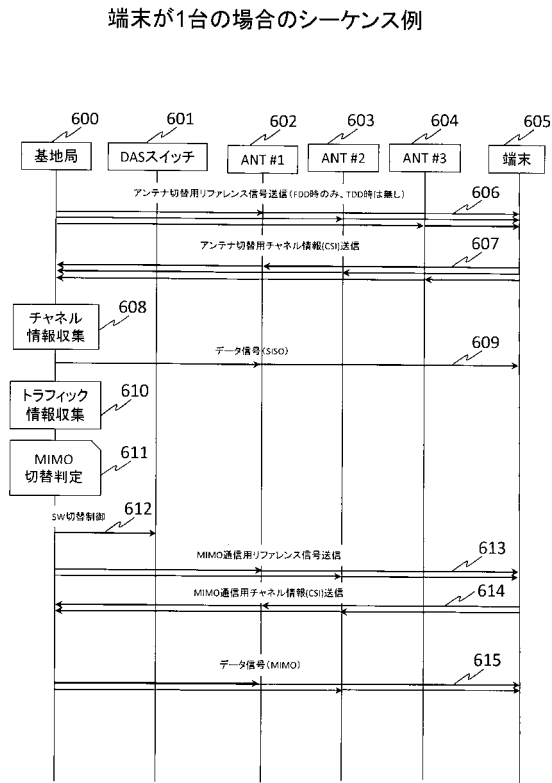 端末が1台の場合のシーケンス例
600
601
602
603
604
605
基地局
DASスイッチ
ANT #1
ANT #2
ANT #3
端末
アンテナ切替用リファレンス信号送信(FDD時のみ、TDD時は無し)
606
アンテナ切替用チャネル情報(CSI)送信
607
チャネル
情報収集
608
データ信号(SISO)
609
トラフィック
情報収集
610
MIMO
切替判定
611
SW切替制御
612
MIMO通信用リファレンス信号送信
613
MIMO通信用チャネル情報(CSI)送信
614
データ信号(MIMO)
615